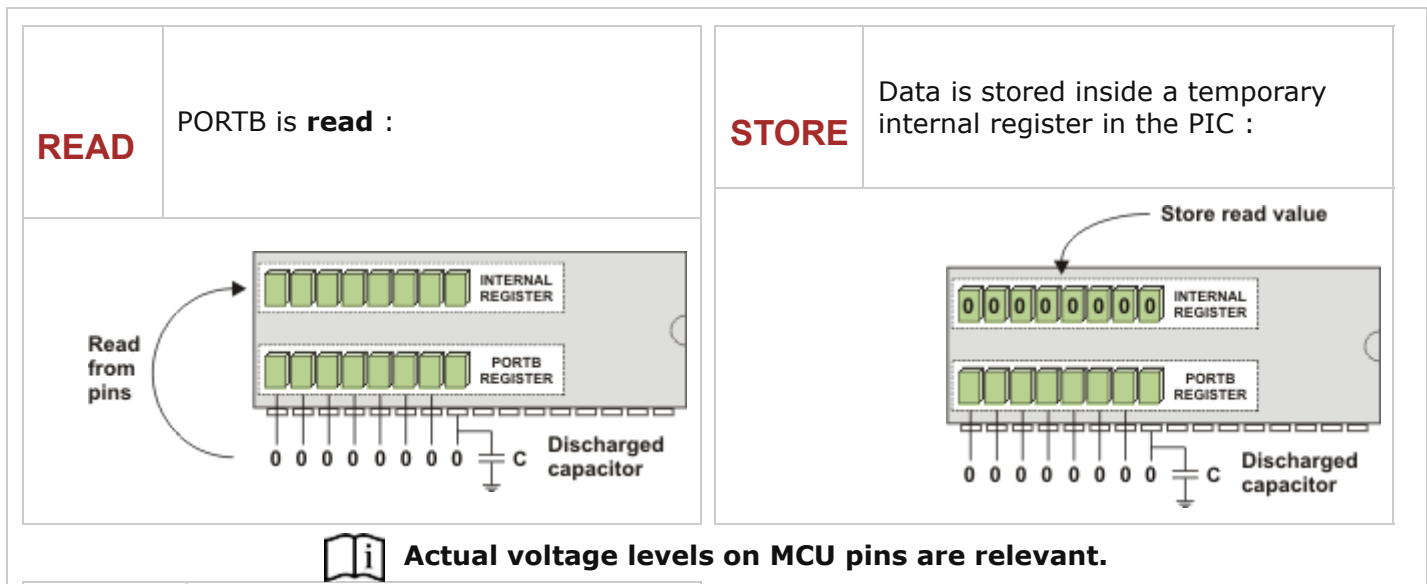 READ
PORTB is read :
INTERNAL
REGISTER
Read
from
pins
PORTB
REGISTER
0 0 0 0 0 0 0 0
C
Discharged
capacitor
STORE
Data is stored inside a temporary
internal register in the PIC :
Store read value
0 0 0 0 0 0 0 0
INTERNAL
REGISTER
PORTB
REGISTER
0 0 0 0 0 0 0 0
C
Discharged
capacitor
i
Actual voltage levels on MCU pins are relevant.